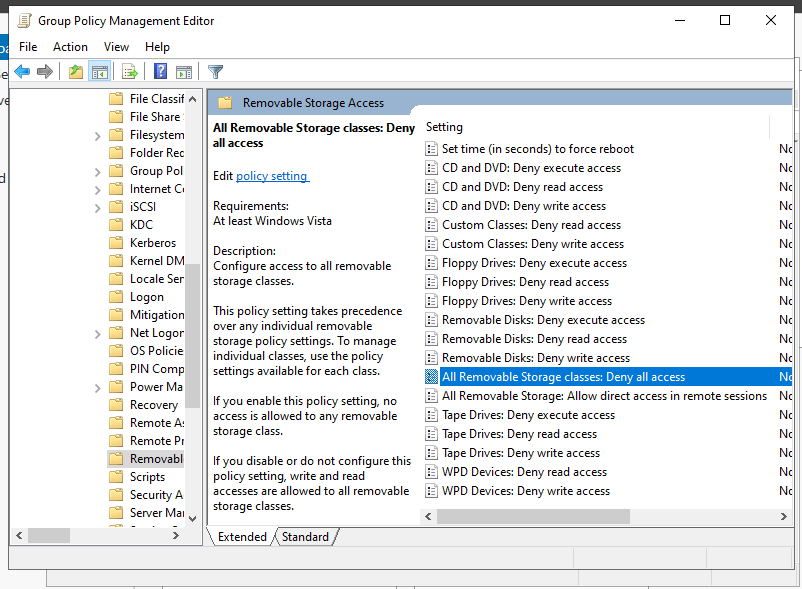 Group Policy Management Editor
File Action View Help
File Classif
File Share
Filesystem
Folder Red
Group Pol
Internet Co
iSCSI
KDC
Kerberos
Kernel DM
Locale Ser
Logon
Mitigation
Net Logon
OS Policie
PIN Comp
Power Ma
Recovery
Remote As
Remote Pr
Removabl
Scripts
Security A
Server Man
Removable Storage Access
All Removable Storage classes: Deny
all access
Edit policy setting
Requirements:
At least Windows Vista
Description:
Configure access to all removable
storage classes.
This policy setting takes precedence
over any individual removable
storage policy settings. To manage
individual classes, use the policy
settings available for each class.
If you enable this policy setting, no
access is allowed to any removable
storage class.
If you disable or do not configure this
policy setting, write and read
accesses are allowed to all removable
storage classes.
Setting
Set time (in seconds) to force reboot No
CD and DVD: Deny execute access No
CD and DVD: Deny read access No
CD and DVD: Deny write access No
Custom Classes: Deny read access No
Custom Classes: Deny write access No
Floppy Drives: Deny execute access No
Floppy Drives: Deny read access No
Floppy Drives: Deny write access No
Removable Disks: Deny execute access No
Removable Disks: Deny read access No
Removable Disks: Deny write access No
All Removable Storage classes: Deny all access No
All Removable Storage: Allow direct access in remote sessions No
Tape Drives: Deny execute access No
Tape Drives: Deny read access No
Tape Drives: Deny write access No
WPD Devices: Deny read access No
WPD Devices: Deny write access No
Extended Standard